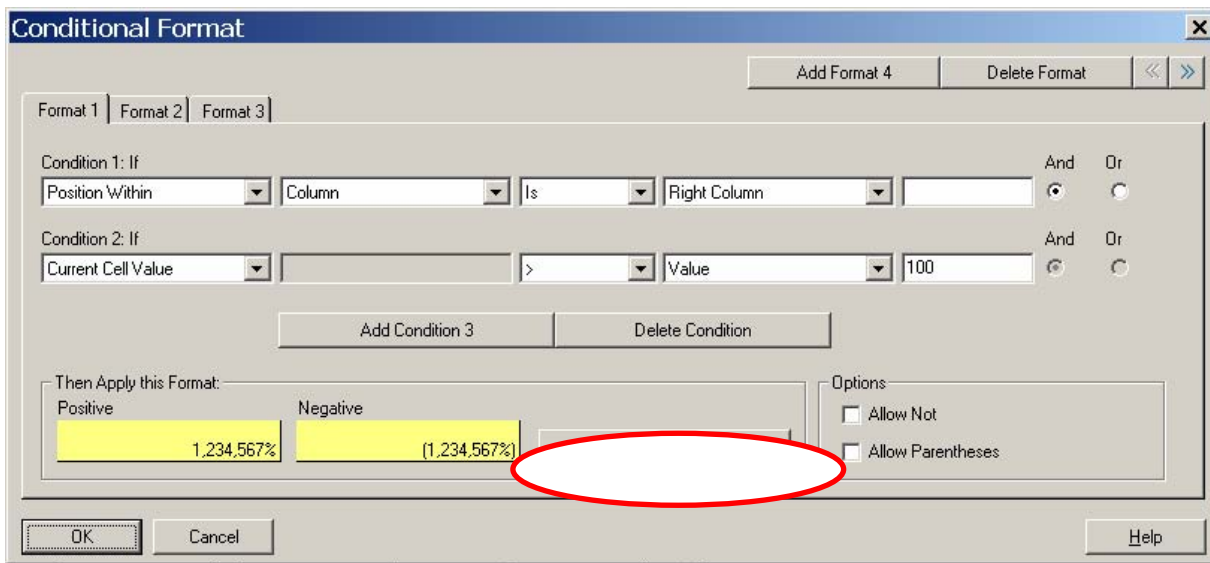 Conditional Format
Add Format 4 Delete Format
Format 1 Format 2 Format 3
Condition 1: If And Or
Position Within Column Is Right Column
Condition 2: If And Or
Current Cell Value > Value 100
Add Condition 3 Delete Condition
Then Apply this Format: Options
Positive Negative Allow Not
1,234,567% (1,234,567%) Allow Parentheses
OK Cancel Help